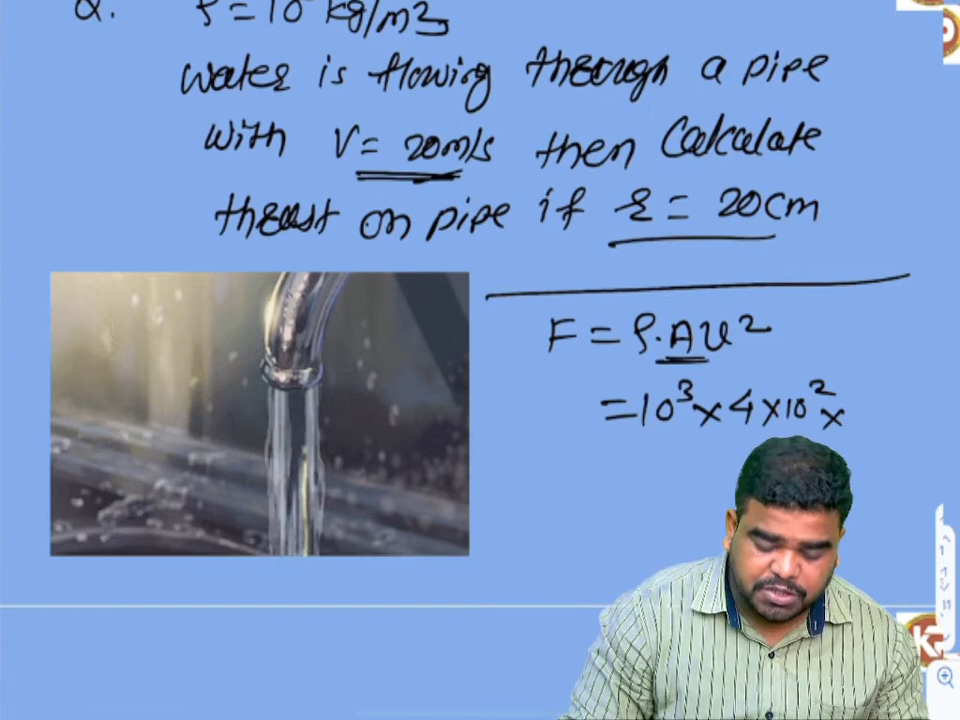 Q. ρ = 10 kg/m3
Water is flowing through a pipe
with V = 20m/s then Calculate
thrust on pipe if r = 20cm
F = ρ.Av²
= 10³ × 4 × 10² ×